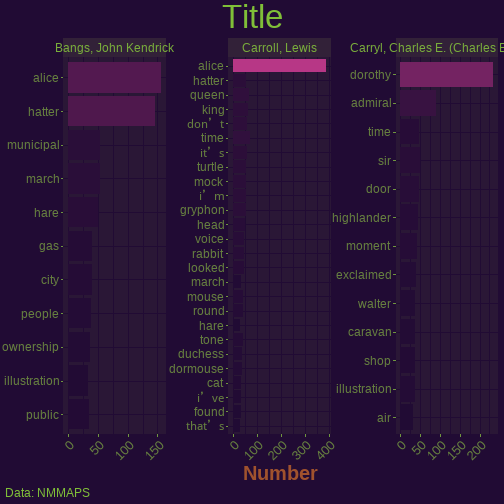 Title
Bangs, John Kendrick
alice
hatter
municipal
march
hare
gas
city
people
ownership
illustration
public
0 50 100 150
Carroll, Lewis
alice
hatter
queen
king
don’t
time
it’s
turtle
mock
i’m
gryphon
head
voice
rabbit
looked
march
mouse
round
hare
tone
duchess
dormouse
cat
i’ve
found
that’s
0 100 200 300 400
Carryl, Charles E. (Charles E
dorothy
admiral
time
sir
door
highlander
moment
exclaimed
walter
caravan
shop
illustration
air
0 50 100 150 200
Number
Data: NMMAPS